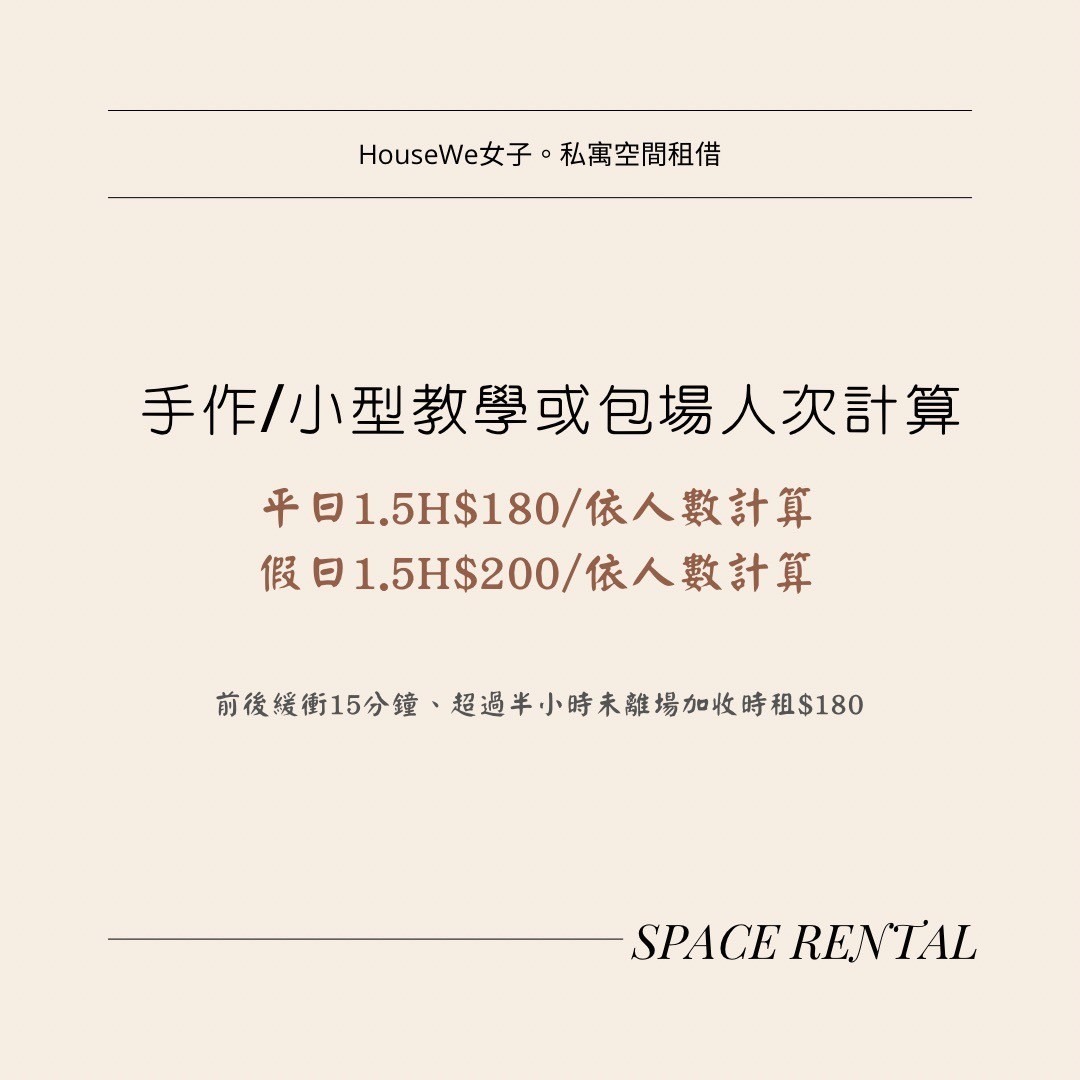 HouseWe女子。私寓空間租借
手作/小型教學或包場人次計算
平日1.5H$180/依人數計算
假日1.5H$200/依人數計算
前後緩衝15分鐘、超過半小時未離場加收時租$180
SPACE RENTAL